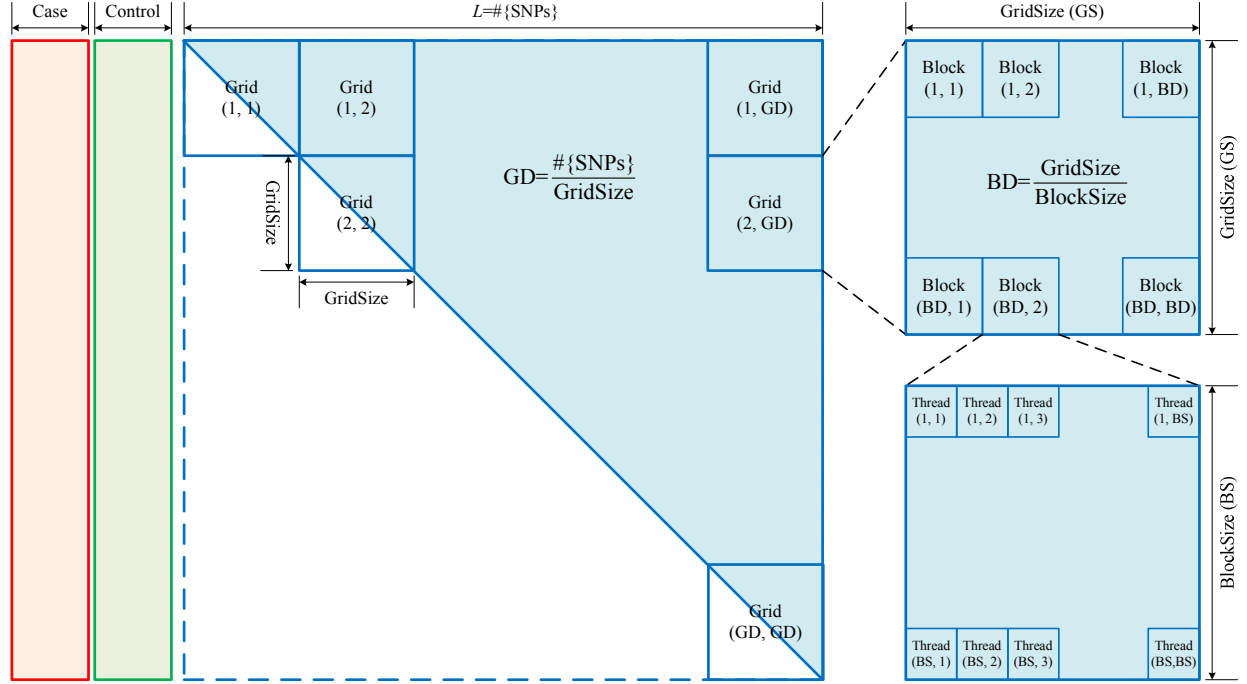 Case
Control
L=#{SNPs}
GridSize (GS)
Grid
(1, 1)
Grid
(1, 2)
Grid
(1, GD)
GD=#{SNPs}
GridSize
GridSize
Grid
(2, 2)
Grid
(2, GD)
GridSize
Grid
(GD, GD)
Block
(1, 1)
Block
(1, 2)
Block
(1, BD)
BD=GridSize
BlockSize
Block
(BD, 1)
Block
(BD, 2)
Block
(BD, BD)
GridSize (GS)
Thread
(1, 1)
Thread
(1, 2)
Thread
(1, 3)
Thread
(1, BS)
Thread
(BS, 1)
Thread
(BS, 2)
Thread
(BS, 3)
Thread
(BS,BS)
BlockSize (BS)